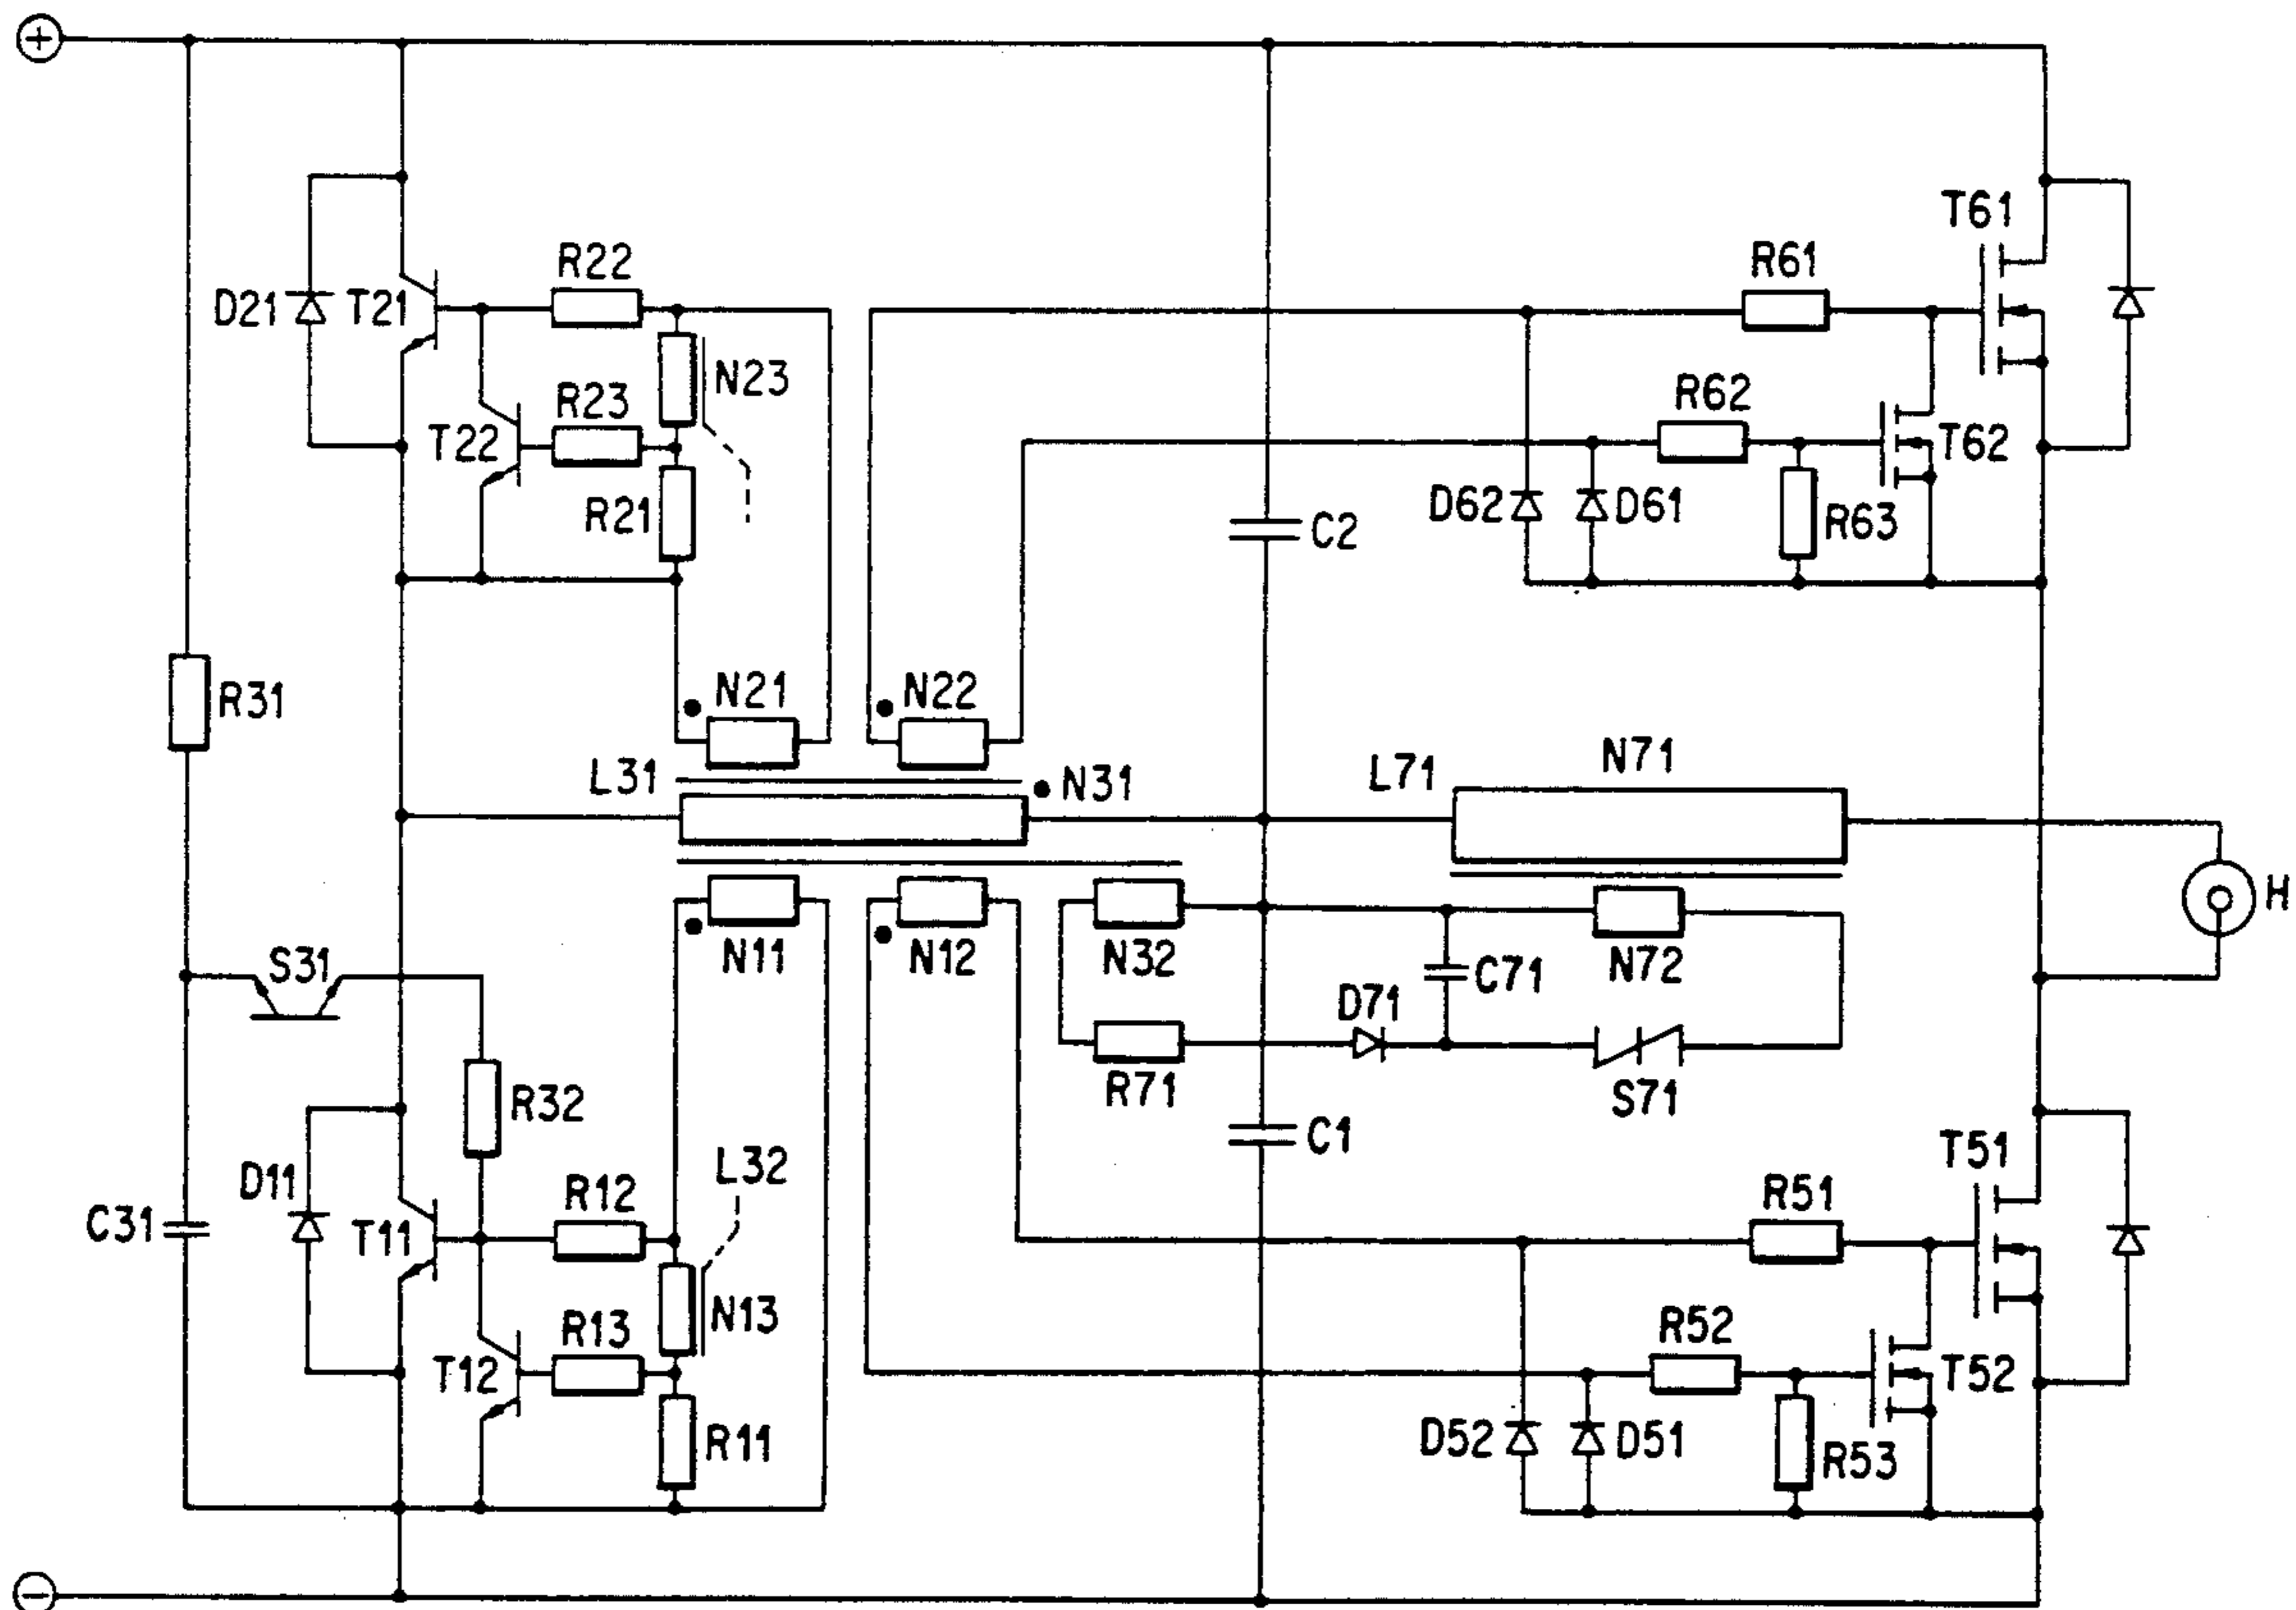 +
T61
R61
R22
D21
T21
N23
R62
R23
T22
T62
R21
D62
D61
R63
C2
R31
N21
N22
L31
N31
L71
N71
H
S31
N11
N12
N32
C71
N72
D71
R71
S71
R32
C1
L32
T51
D11
R12
R51
C31
T11
N13
R52
R13
T12
T52
R11
D52
D51
R53
−